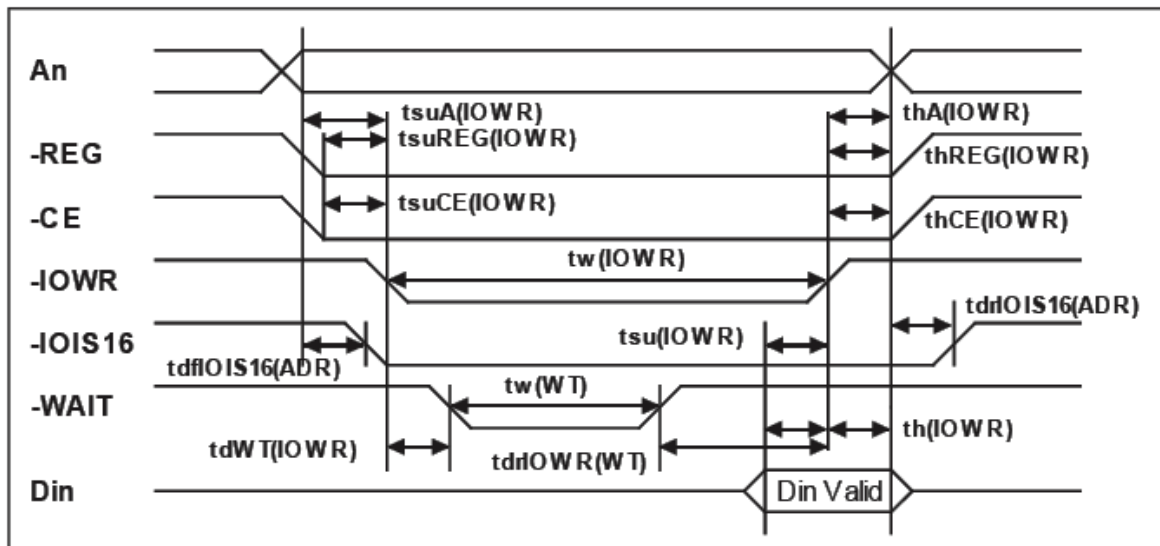 An
tsuA(IOWR)
thA(IOWR)
tsuREG(IOWR)
-REG
thREG(IOWR)
tsuCE(IOWR)
-CE
thCE(IOWR)
tw(IOWR)
-IOWR
tdrIOIS16(ADR)
-IOIS16
tsu(IOWR)
tdfIOIS16(ADR)
tw(WT)
-WAIT
th(IOWR)
tdWT(IOWR)
tdrIOWR(WT)
Din
Din Valid